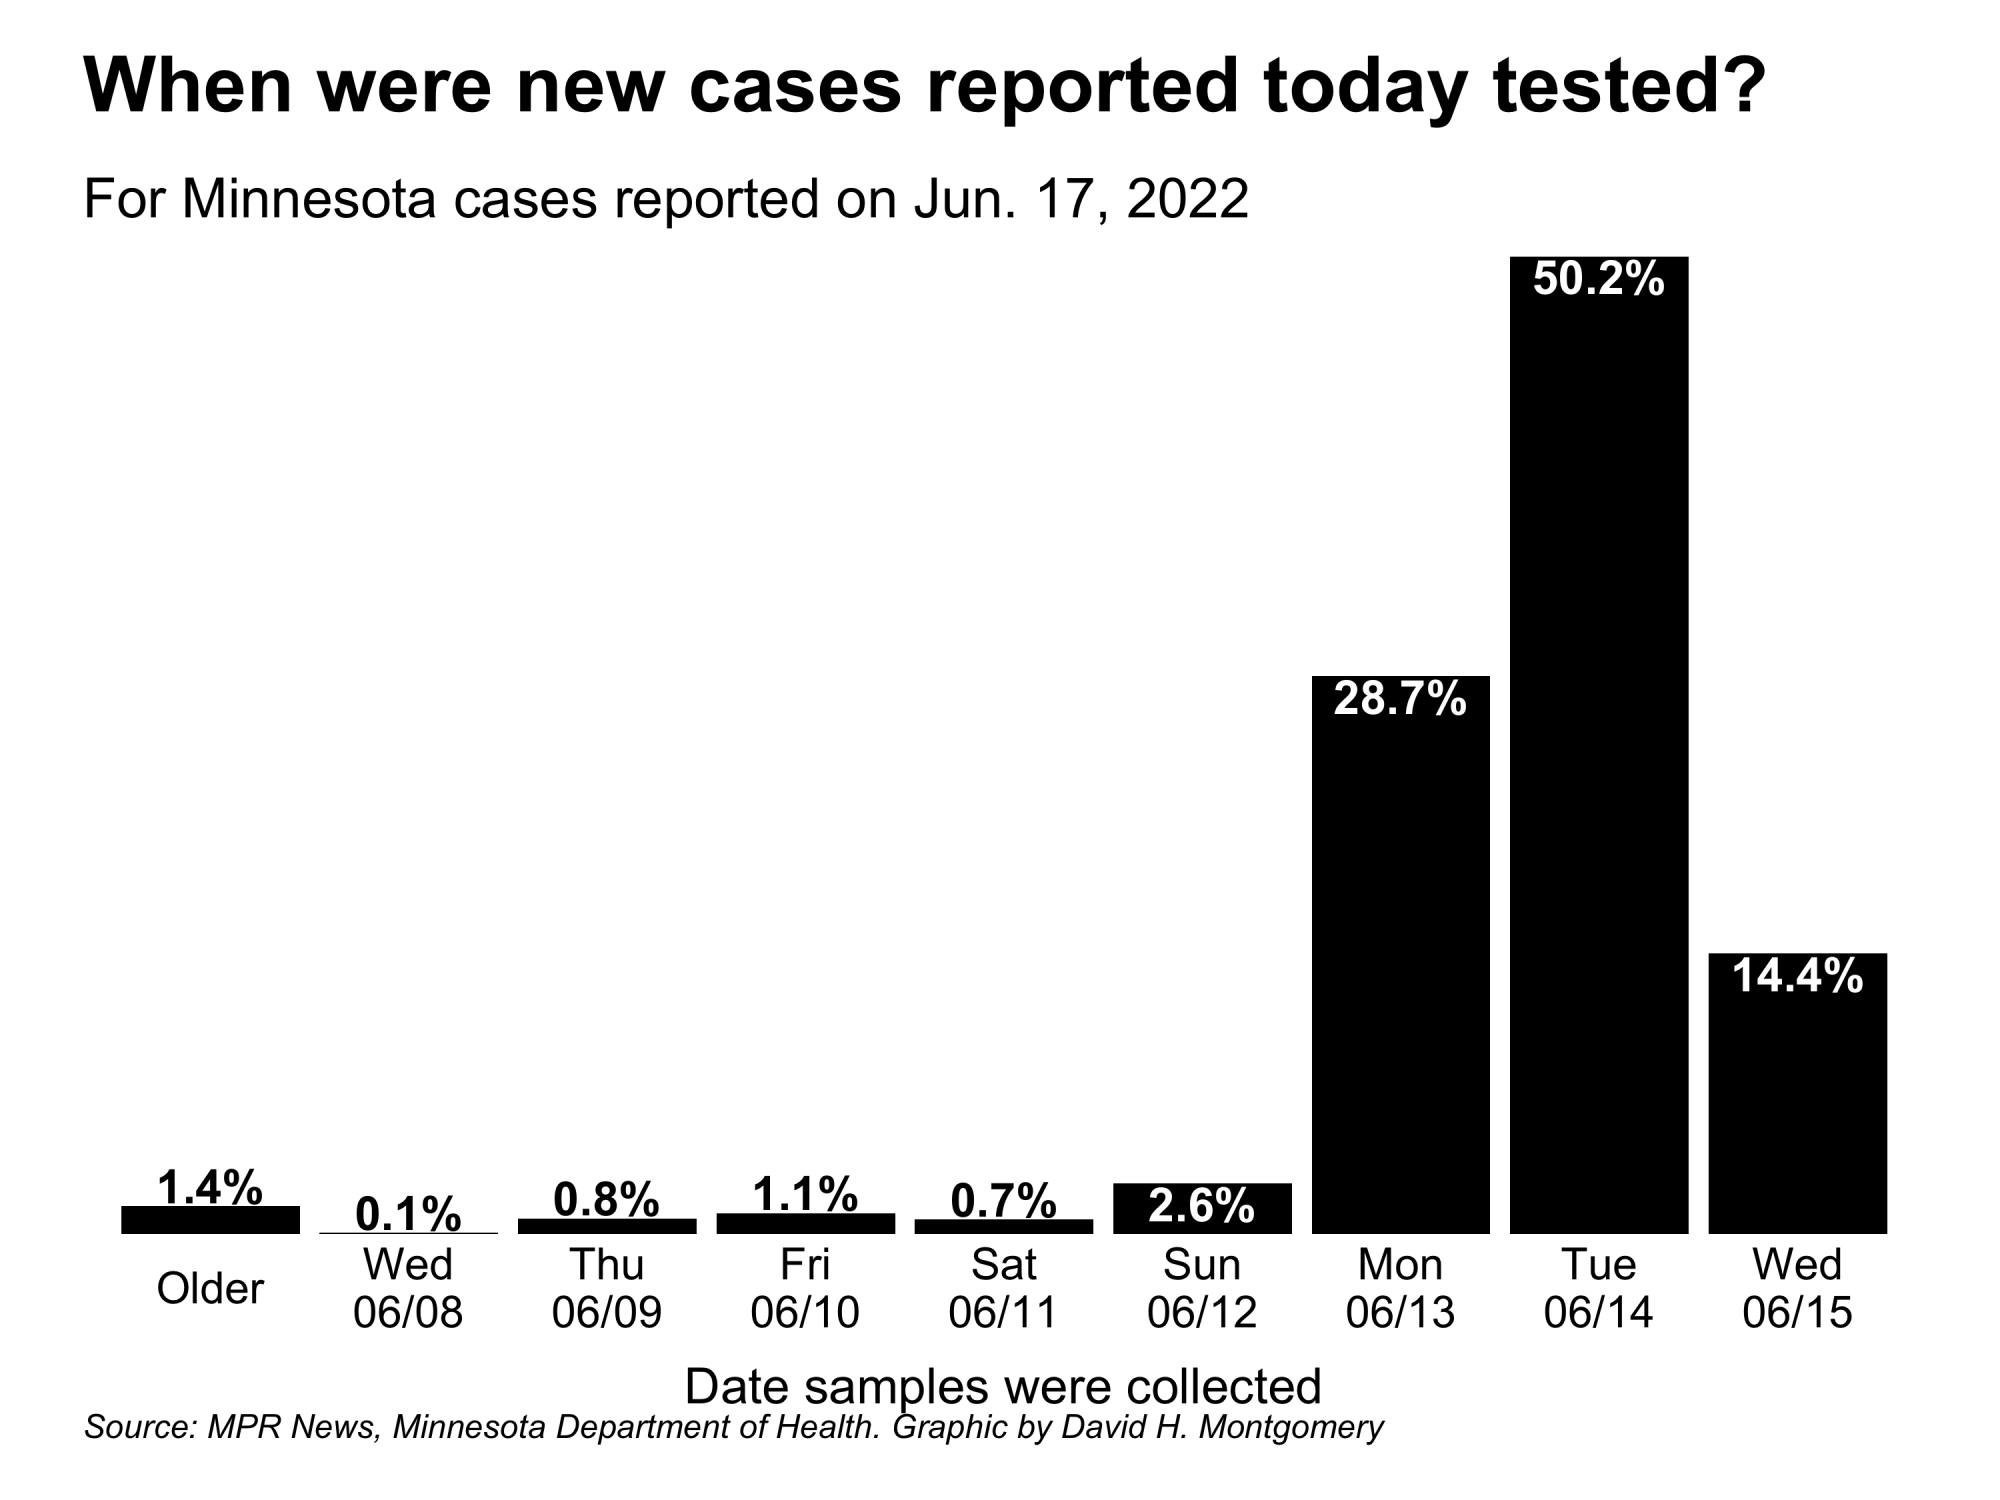 When were new cases reported today tested?
For Minnesota cases reported on Jun. 17, 2022
50.2%
28.7%
14.4%
1.4%
0.1%
0.8%
1.1%
0.7%
2.6%
Older
Wed
06/08
Thu
06/09
Fri
06/10
Sat
06/11
Sun
06/12
Mon
06/13
Tue
06/14
Wed
06/15
Date samples were collected
Source: MPR News, Minnesota Department of Health. Graphic by David H. Montgomery